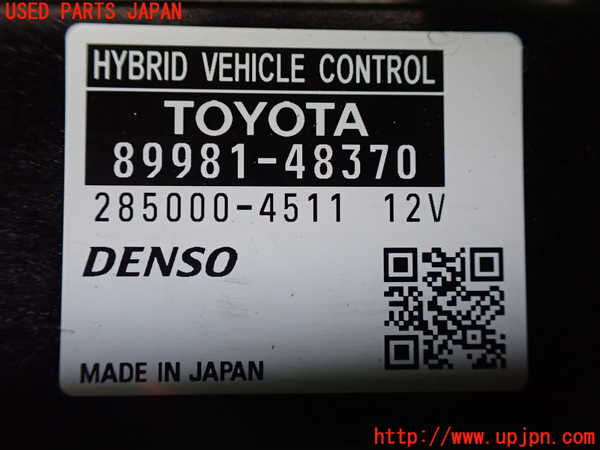 USED PARTS JAPAN
HYBRID VEHICLE CONTROL
TOYOTA
89981-48370
285000-4511 12V
DENSO
MADE IN JAPAN
http://www.upjpn.com/